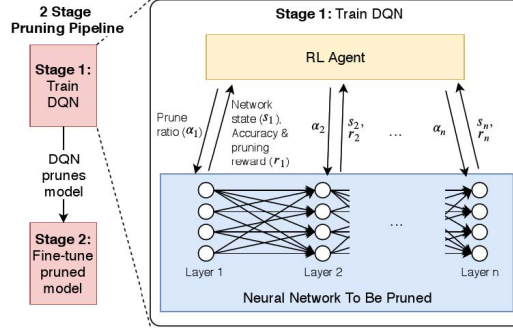 2 Stage
Pruning Pipeline
Stage 1:
Train
DQN
DQN
prunes
model
Stage 2:
Fine-tune
pruned
model
Stage 1: Train DQN
RL Agent
Prune
ratio (α₁)
Network
state (s₁),
Accuracy &
pruning
reward (r₁)
α₂
s₂,
r₂
...
αₙ
sₙ,
rₙ
...
Layer 1
Layer 2
Layer n
Neural Network To Be Pruned